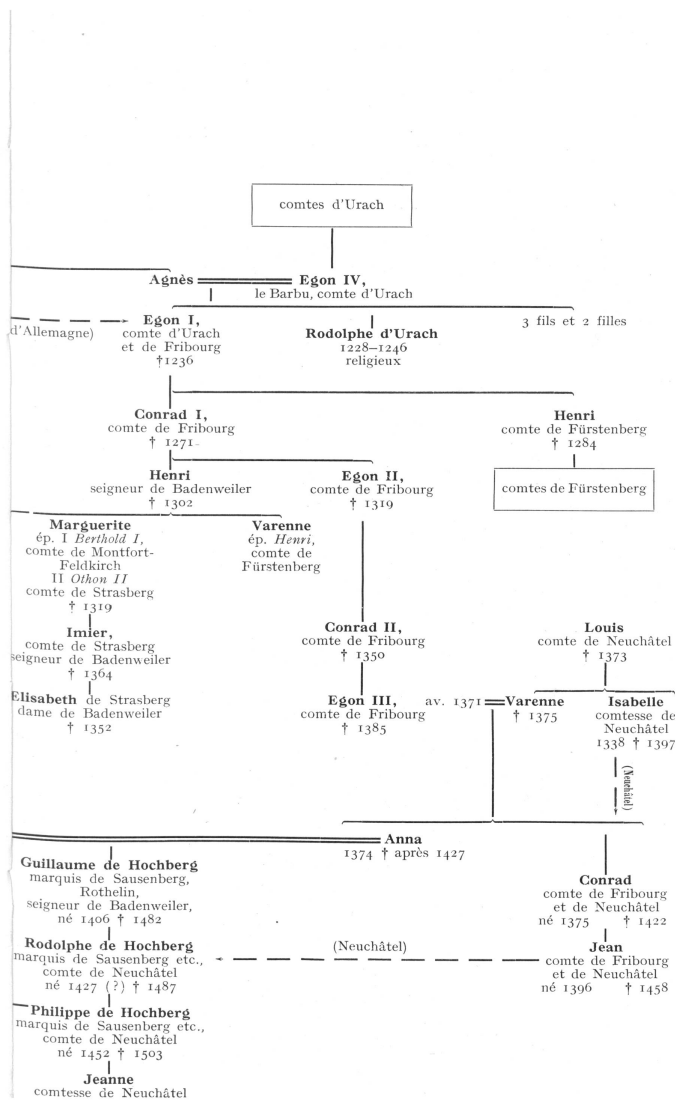 comtes d'Urach
Agnès
Egon IV,
le Barbu, comte d'Urach
d'Allemagne)
Egon I,
comte d'Urach
et de Fribourg
†1236
Rodolphe d'Urach
1228–1246
religieux
3 fils et 2 filles
Conrad I,
comte de Fribourg
† 1271
Henri
comte de Fürstenberg
† 1284
Henri
seigneur de Badenweiler
† 1302
Egon II,
comte de Fribourg
† 1319
comtes de Fürstenberg
Marguerite
ép. I Berthold I,
comte de Montfort-
Feldkirch
II Othon II
comte de Strasberg
† 1319
Varenne
ép. Henri,
comte de
Fürstenberg
Imier,
comte de Strasberg
seigneur de Badenweiler
† 1364
Conrad II,
comte de Fribourg
† 1350
Louis
comte de Neuchâtel
† 1373
Elisabeth de Strasberg
dame de Badenweiler
† 1352
Egon III,
comte de Fribourg
† 1385
av. 1371
Varenne
† 1375
Isabelle
comtesse de
Neuchâtel
1338 † 1397
(Neuchâtel)
Anna
1374 † après 1427
Guillaume de Hochberg
marquis de Sausenberg,
Rothelin,
seigneur de Badenweiler,
né 1406 † 1482
Conrad
comte de Fribourg
et de Neuchâtel
né 1375 † 1422
Rodolphe de Hochberg
marquis de Sausenberg etc.,
comte de Neuchâtel
né 1427 (?) † 1487
(Neuchâtel)
Jean
comte de Fribourg
et de Neuchâtel
né 1396 † 1458
Philippe de Hochberg
marquis de Sausenberg etc.,
comte de Neuchâtel
né 1452 † 1503
Jeanne
comtesse de Neuchâtel